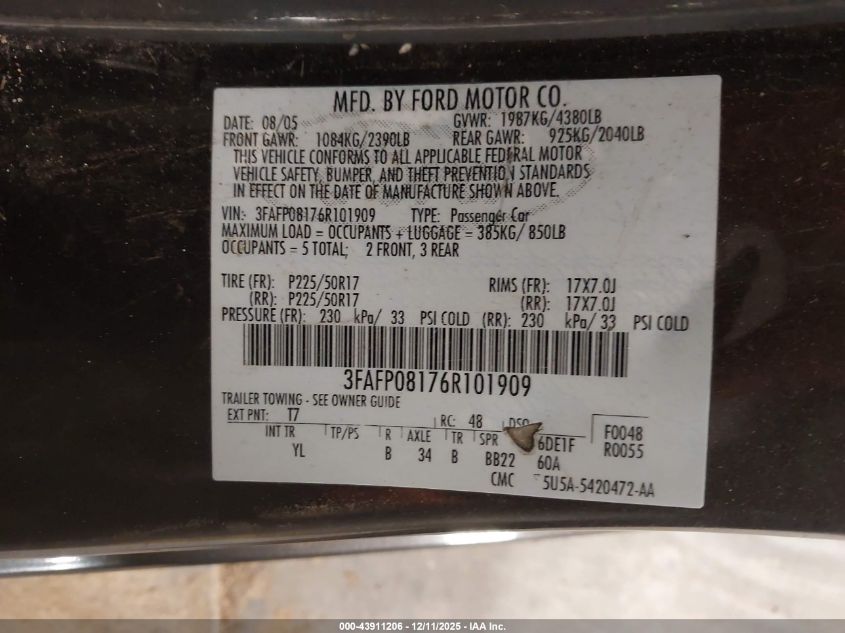 MFD. BY FORD MOTOR CO.
DATE: 08/05 GVWR: 1987KG/4380LB
FRONT GAWR: 1084KG/2390LB REAR GAWR: 925KG/2040LB
THIS VEHICLE CONFORMS TO ALL APPLICABLE FEDERAL MOTOR
VEHICLE SAFETY, BUMPER, AND THEFT PREVENTION STANDARDS
IN EFFECT ON THE DATE OF MANUFACTURE SHOWN ABOVE.
VIN: 3FAFP08176R101909 TYPE: Passenger Car
MAXIMUM LOAD = OCCUPANTS + LUGGAGE = 385KG/ 850LB
OCCUPANTS = 5 TOTAL; 2 FRONT, 3 REAR
TIRE (FR): P225/50R17 RIMS (FR): 17X7.0J
(RR): P225/50R17 (RR): 17X7.0J
PRESSURE (FR): 230 kPa/ 33 PSI COLD (RR): 230 kPa/ 33 PSI COLD
3FAFP08176R101909
TRAILER TOWING - SEE OWNER GUIDE
EXT PNT: T7 RC: 48 DSO
INT TR TP/PS R AXLE TR SPR 6DE1F F0048
YL B 34 B BB22 60A R0055
CMC 5U5A-5420472-AA
000-43911206 - 12/11/2025 - IAA Inc.